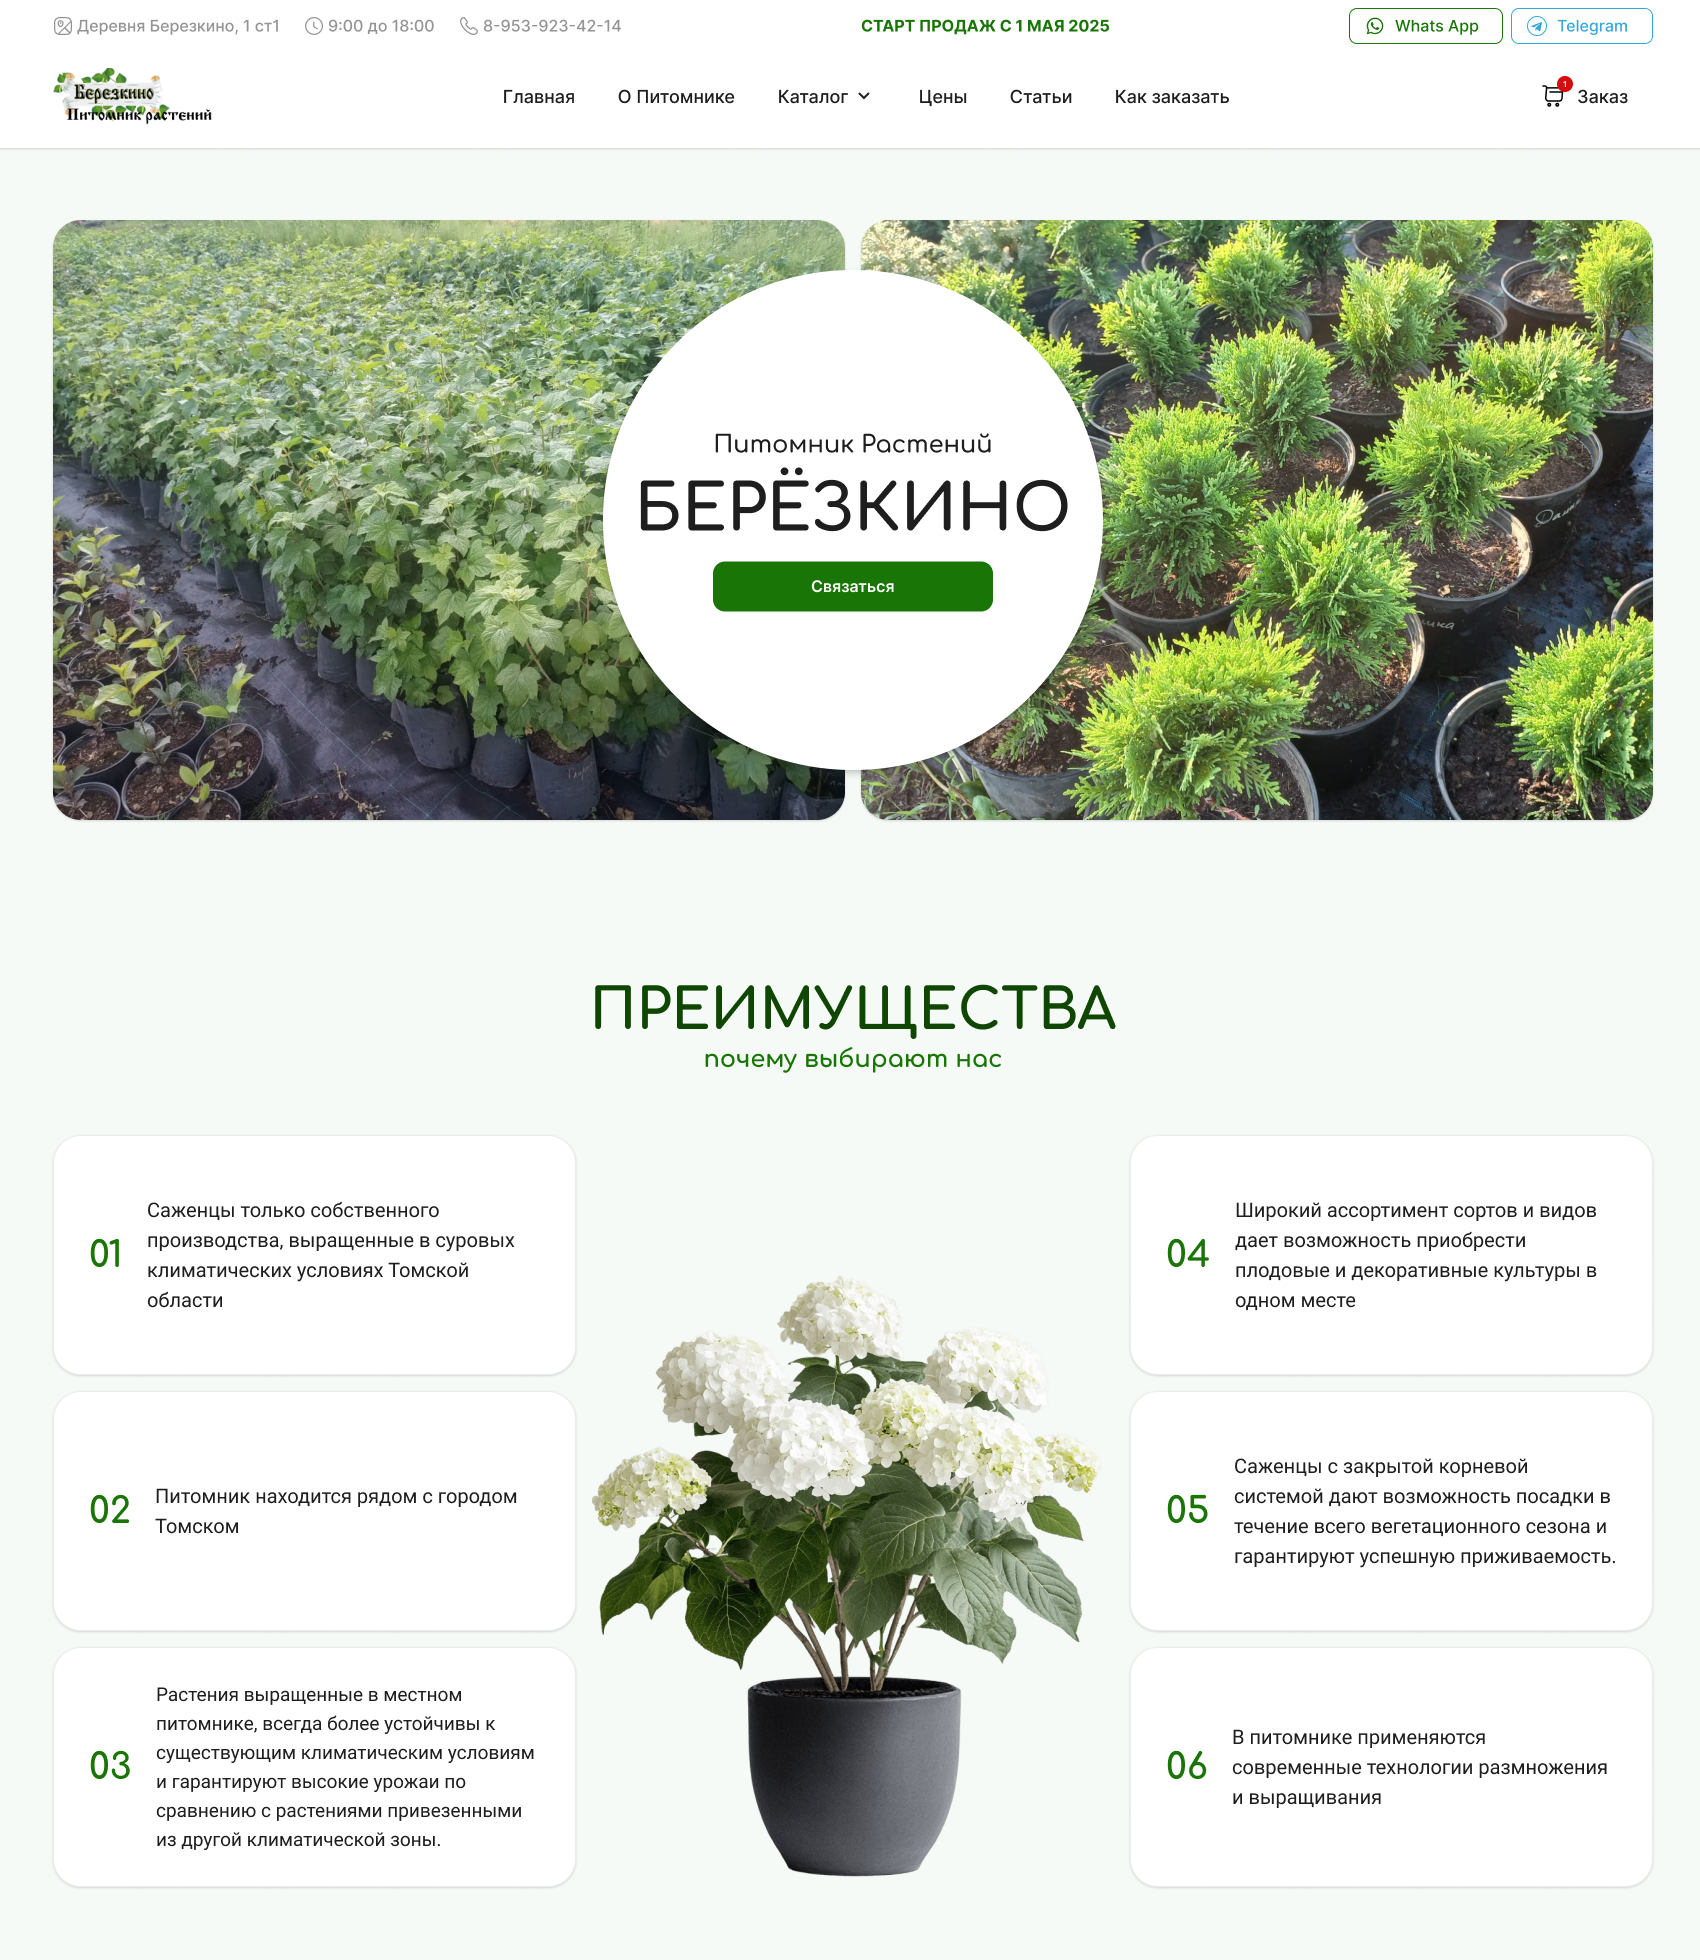 Деревня Березкино, 1 ст1
9:00 до 18:00
8-953-923-42-14
СТАРТ ПРОДАЖ С 1 МАЯ 2025
Whats App
Telegram
Березкино
Питомник растений
Главная
О Питомнике
Каталог
Цены
Статьи
Как заказать
1
Заказ
Питомник Растений
БЕРЁЗКИНО
Связаться
ПРЕИМУЩЕСТВА
почему выбирают нас
01
Саженцы только собственного
производства, выращенные в суровых
климатических условиях Томской
области
02
Питомник находится рядом с городом
Томском
03
Растения выращенные в местном
питомнике, всегда более устойчивы к
существующим климатическим условиям
и гарантируют высокие урожаи по
сравнению с растениями привезенными
из другой климатической зоны.
04
Широкий ассортимент сортов и видов
дает возможность приобрести
плодовые и декоративные культуры в
одном месте
05
Саженцы с закрытой корневой
системой дают возможность посадки в
течение всего вегетационного сезона и
гарантируют успешную приживаемость.
06
В питомнике применяются
современные технологии размножения
и выращивания